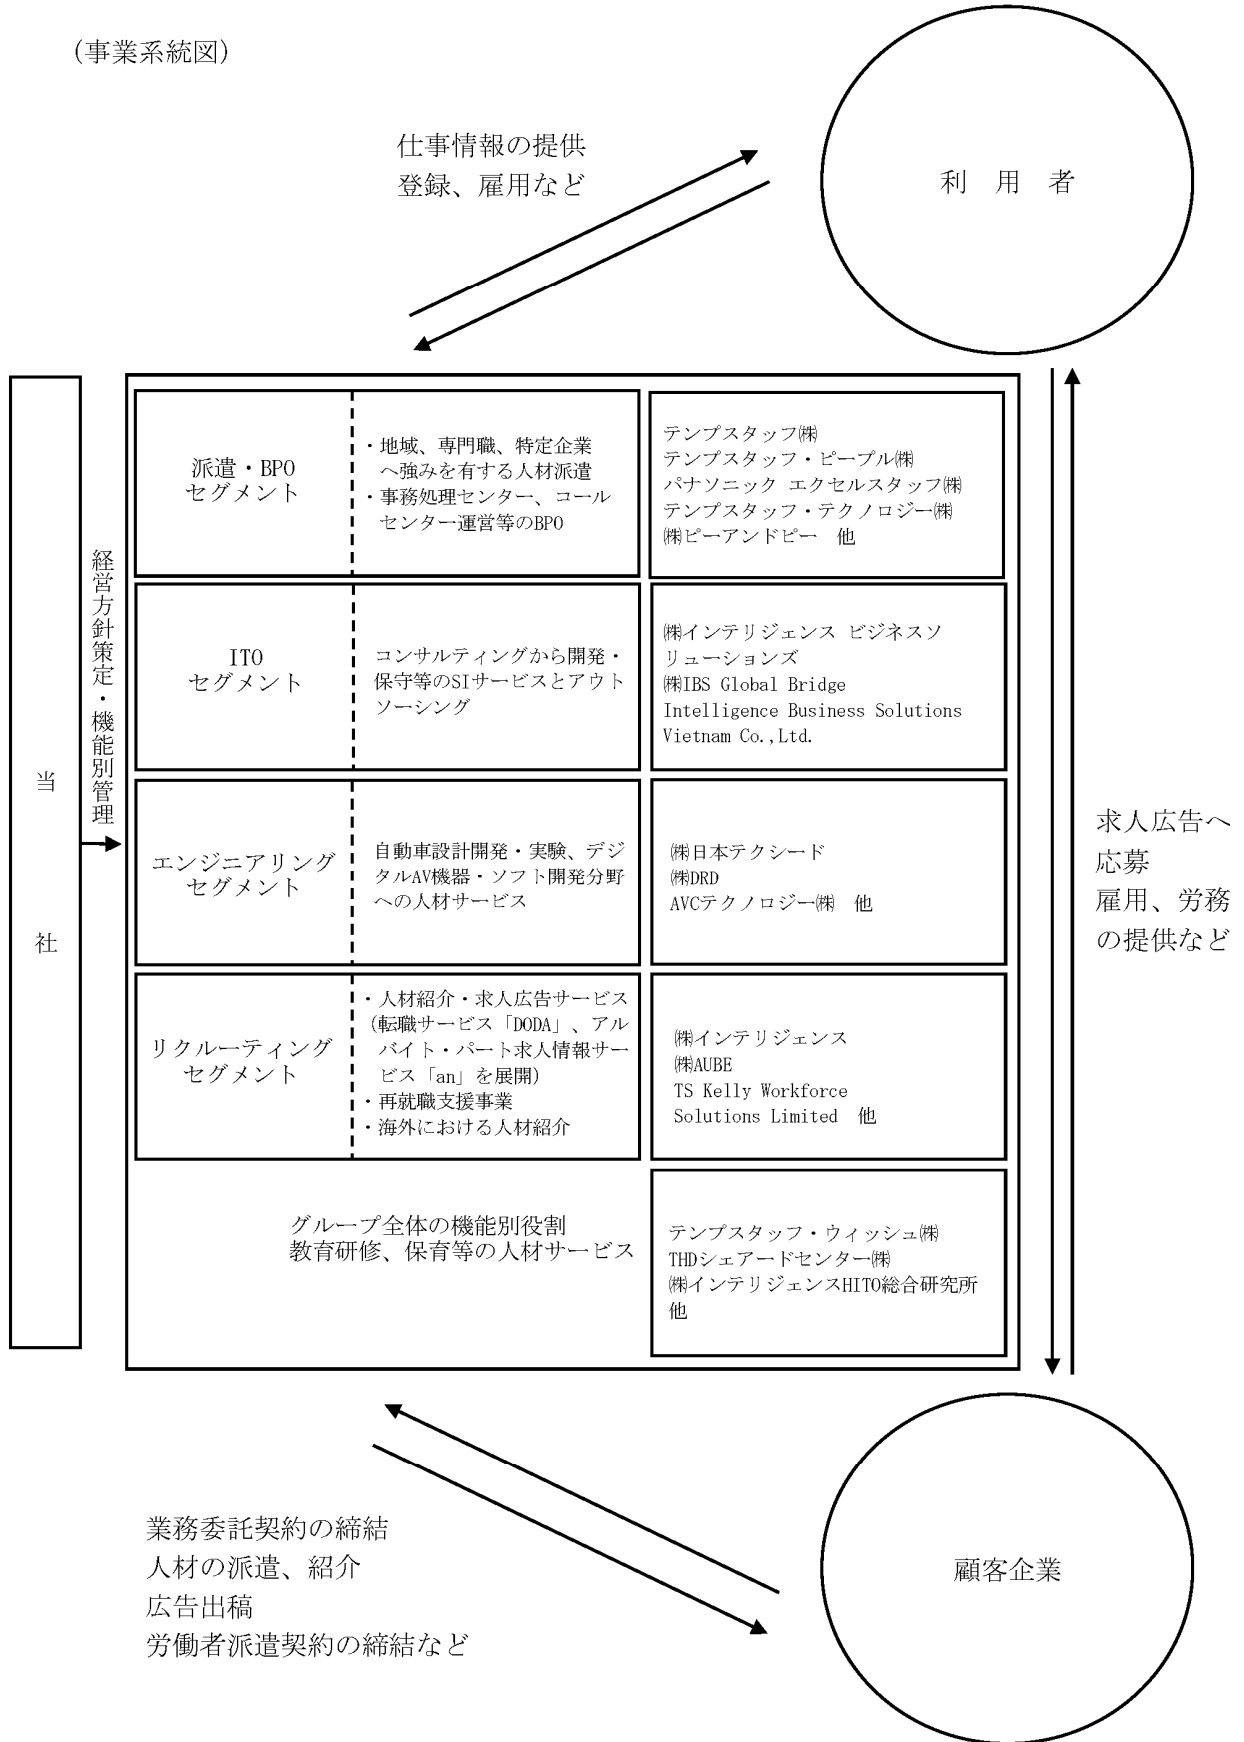 (事業系統図)
仕事情報の提供
登録、雇用など
利 用 者
当 社
経営方針策定・機能別管理
派遣・BPO
セグメント
・地域、専門職、特定企業
へ強みを有する人材派遣
・事務処理センター、コール
センター運営等のBPO
テンプスタッフ㈱
テンプスタッフ・ピープル㈱
パナソニック エクセルスタッフ㈱
テンプスタッフ・テクノロジー㈱
㈱ピーアンドピー 他
ITO
セグメント
コンサルティングから開発・
保守等のSIサービスとアウト
ソーシング
㈱インテリジェンス ビジネスソ
リューションズ
㈱IBS Global Bridge
Intelligence Business Solutions
Vietnam Co.,Ltd.
エンジニアリング
セグメント
自動車設計開発・実験、デジ
タルAV機器・ソフト開発分野
への人材サービス
㈱日本テクシード
㈱DRD
AVCテクノロジー㈱ 他
リクルーティング
セグメント
・人材紹介・求人広告サービス
(転職サービス「DODA」、アル
バイト・パート求人情報サー
ビス「an」を展開)
・再就職支援事業
・海外における人材紹介
㈱インテリジェンス
㈱AUBE
TS Kelly Workforce
Solutions Limited 他
グループ全体の機能別役割
教育研修、保育等の人材サービス
テンプスタッフ・ウィッシュ㈱
THDシェアードセンター㈱
㈱インテリジェンスHITO総合研究所
他
求人広告へ
応募
雇用、労務
の提供など
業務委託契約の締結
人材の派遣、紹介
広告出稿
労働者派遣契約の締結など
顧客企業